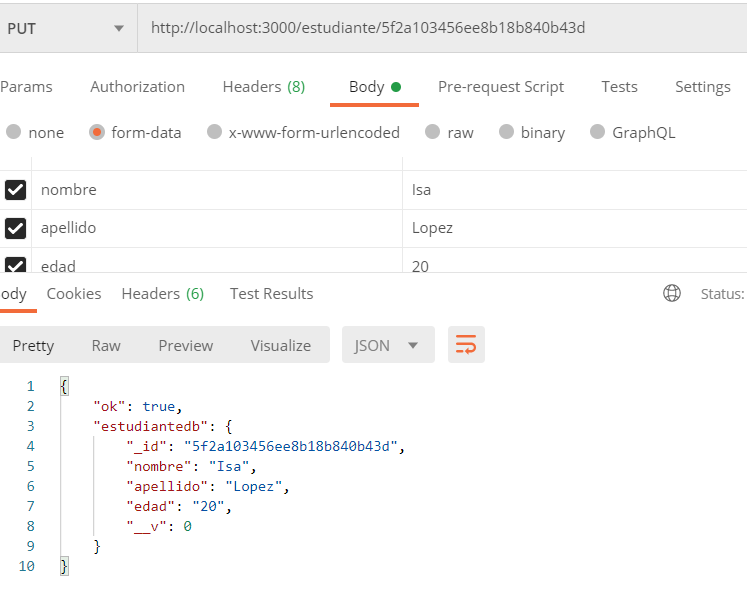 PUT http://localhost:3000/estudiante/5f2a103456ee8b18b840b43d
Params Authorization Headers (8) Body Pre-request Script Tests Settings
none form-data x-www-form-urlencoded raw binary GraphQL
nombre Isa
apellido Lopez
edad 20
ody Cookies Headers (6) Test Results Status:
Pretty Raw Preview Visualize JSON
1 {
2 "ok": true,
3 "estudiantedb": {
4 "_id": "5f2a103456ee8b18b840b43d",
5 "nombre": "Isa",
6 "apellido": "Lopez",
7 "edad": "20",
8 "__v": 0
9 }
10 }